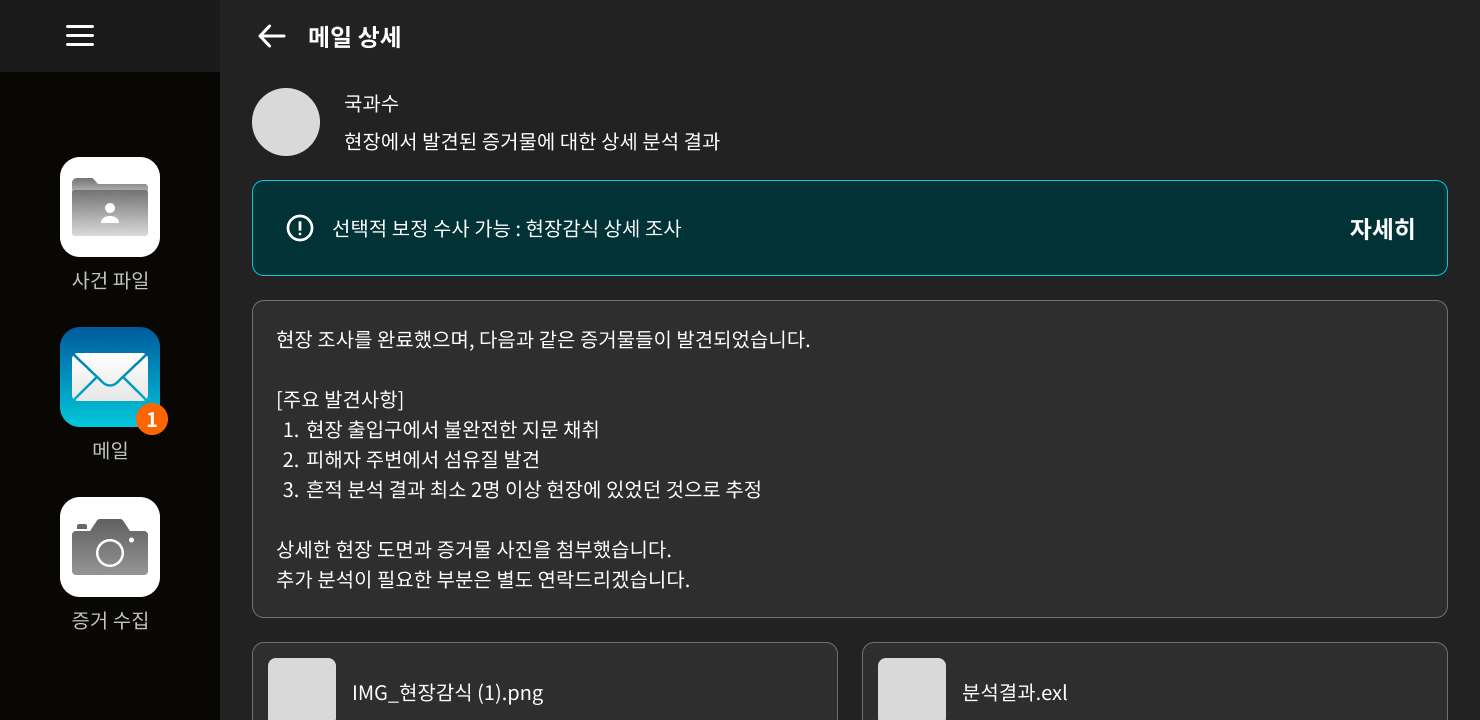 메일 상세
국과수
현장에서 발견된 증거물에 대한 상세 분석 결과
선택적 보정 수사 가능 : 현장감식 상세 조사
자세히
사건 파일
1
메일
증거 수집
현장 조사를 완료했으며, 다음과 같은 증거물들이 발견되었습니다.
[주요 발견사항]
1. 현장 출입구에서 불완전한 지문 채취
2. 피해자 주변에서 섬유질 발견
3. 흔적 분석 결과 최소 2명 이상 현장에 있었던 것으로 추정
상세한 현장 도면과 증거물 사진을 첨부했습니다.
추가 분석이 필요한 부분은 별도 연락드리겠습니다.
IMG_현장감식 (1).png
분석결과.exl